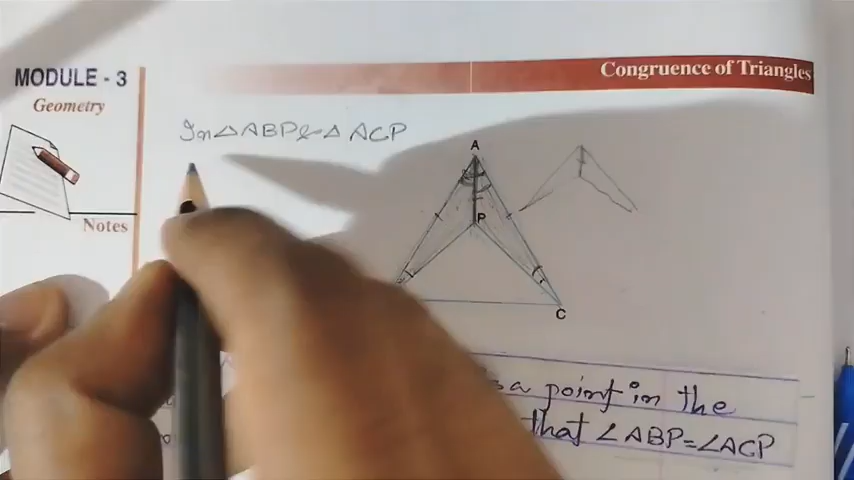 MODULE - 3
Congruence of Triangles
Geometry
Notes
In △ ABP & △ ACP
A
P
C
a point in the
that ∠ABP=∠ACP